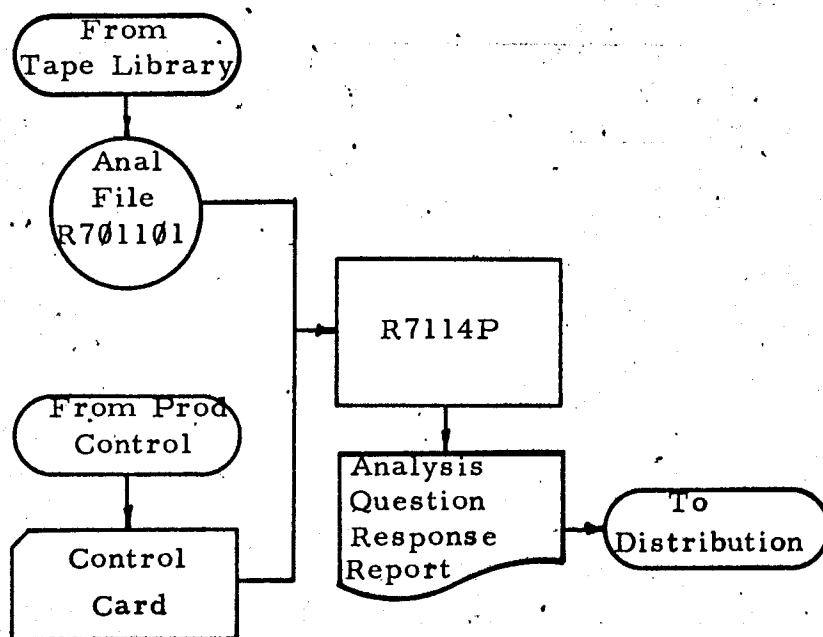 From
Tape Library
Anal
File
R7Ø11Ø1
R7114P
From Prod
Control
Control
Card
Analysis
Question
Response
Report
To
Distribution